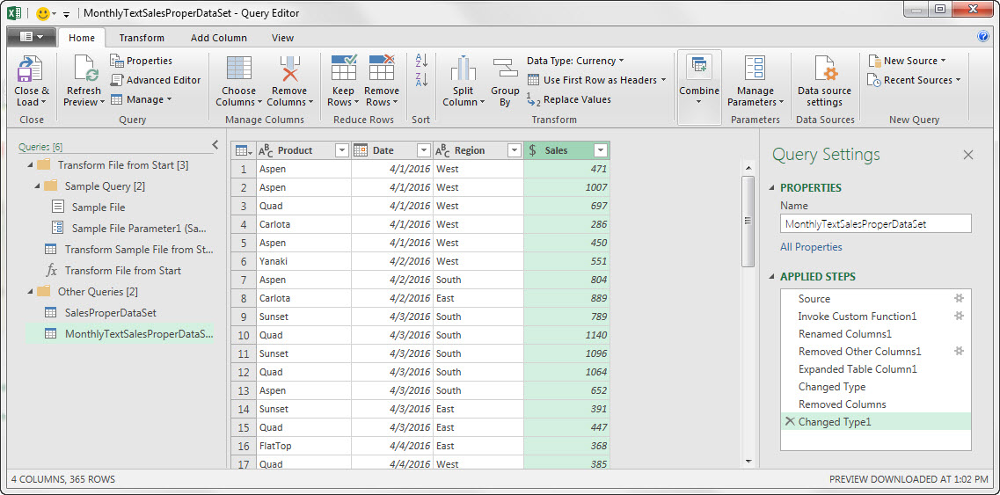 MonthlyTextSalesProperDataSet - Query Editor
Home Transform Add Column View
Close & Load
Close
Refresh Preview
Properties
Advanced Editor
Manage
Query
Choose Columns
Remove Columns
Manage Columns
Keep Rows
Remove Rows
Reduce Rows
Sort
Split Column
Group By
Data Type: Currency
Use First Row as Headers
Replace Values
Transform
Combine
Manage Parameters
Parameters
Data source settings
Data Sources
New Source
Recent Sources
New Query
Queries [6]
Transform File from Start [3]
Sample Query [2]
Sample File
Sample File Parameter1 (Sa...
Transform Sample File from St...
fx Transform File from Start
Other Queries [2]
SalesProperDataSet
MonthlyTextSalesProperDataS...
ABC Product Date ABC Region $ Sales
1 Aspen 4/1/2016 West 471
2 Aspen 4/1/2016 West 1007
3 Quad 4/1/2016 West 697
4 Carlota 4/1/2016 West 286
5 Aspen 4/1/2016 West 450
6 Yanaki 4/2/2016 West 551
7 Aspen 4/2/2016 South 804
8 Carlota 4/2/2016 East 889
9 Sunset 4/3/2016 South 789
10 Quad 4/3/2016 South 1140
11 Sunset 4/3/2016 South 1096
12 Quad 4/3/2016 South 1064
13 Aspen 4/3/2016 South 652
14 Sunset 4/3/2016 East 391
15 Quad 4/3/2016 East 447
16 FlatTop 4/4/2016 East 368
17 Quad 4/4/2016 West 385
Query Settings
PROPERTIES
Name
MonthlyTextSalesProperDataSet
All Properties
APPLIED STEPS
Source
Invoke Custom Function1
Renamed Columns1
Removed Other Columns1
Expanded Table Column1
Changed Type
Removed Columns
Changed Type1
4 COLUMNS, 365 ROWS
PREVIEW DOWNLOADED AT 1:02 PM